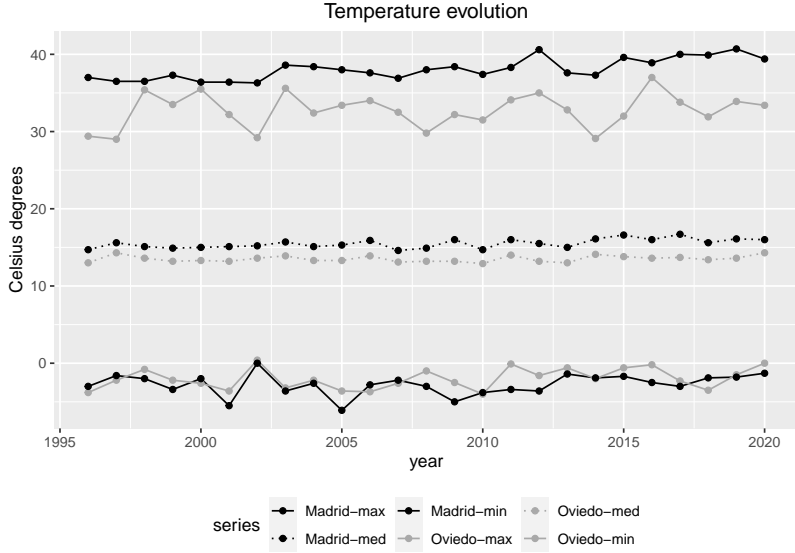 Temperature evolution
Celsius degrees
40
30
20
10
0
1995 2000 2005 2010 2015 2020
year
series
Madrid−max Madrid−min Oviedo−med
Madrid−med Oviedo−max Oviedo−min